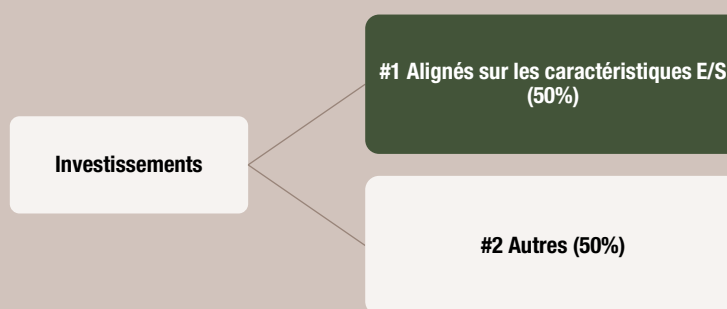 #1 Alignés sur les caractéristiques E/S
(50%)
Investissements
#2 Autres (50%)